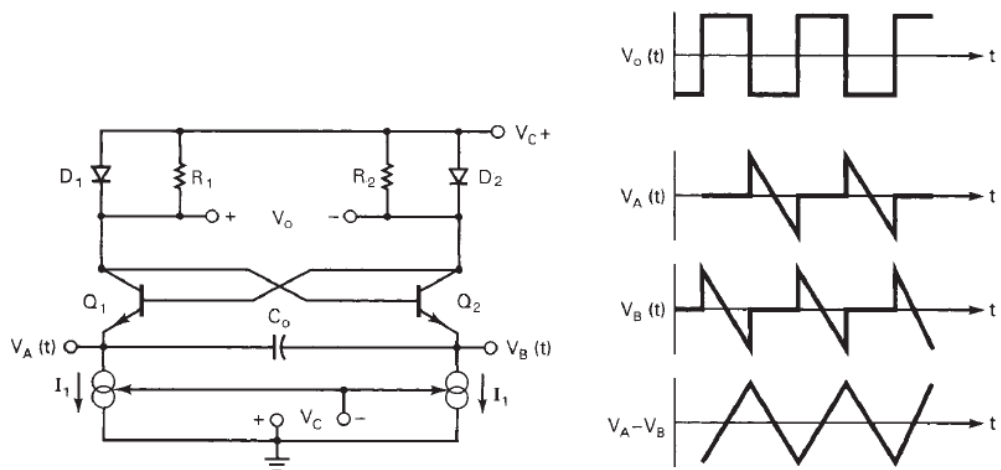 V_C+
D_1
R_1
R_2
D_2
+
V_o
−
Q_1
Q_2
C_o
V_A (t)
V_B (t)
I_1
I_1
+
V_C
−
V_o (t)
t
V_A (t)
t
V_B (t)
t
V_A−V_B
t